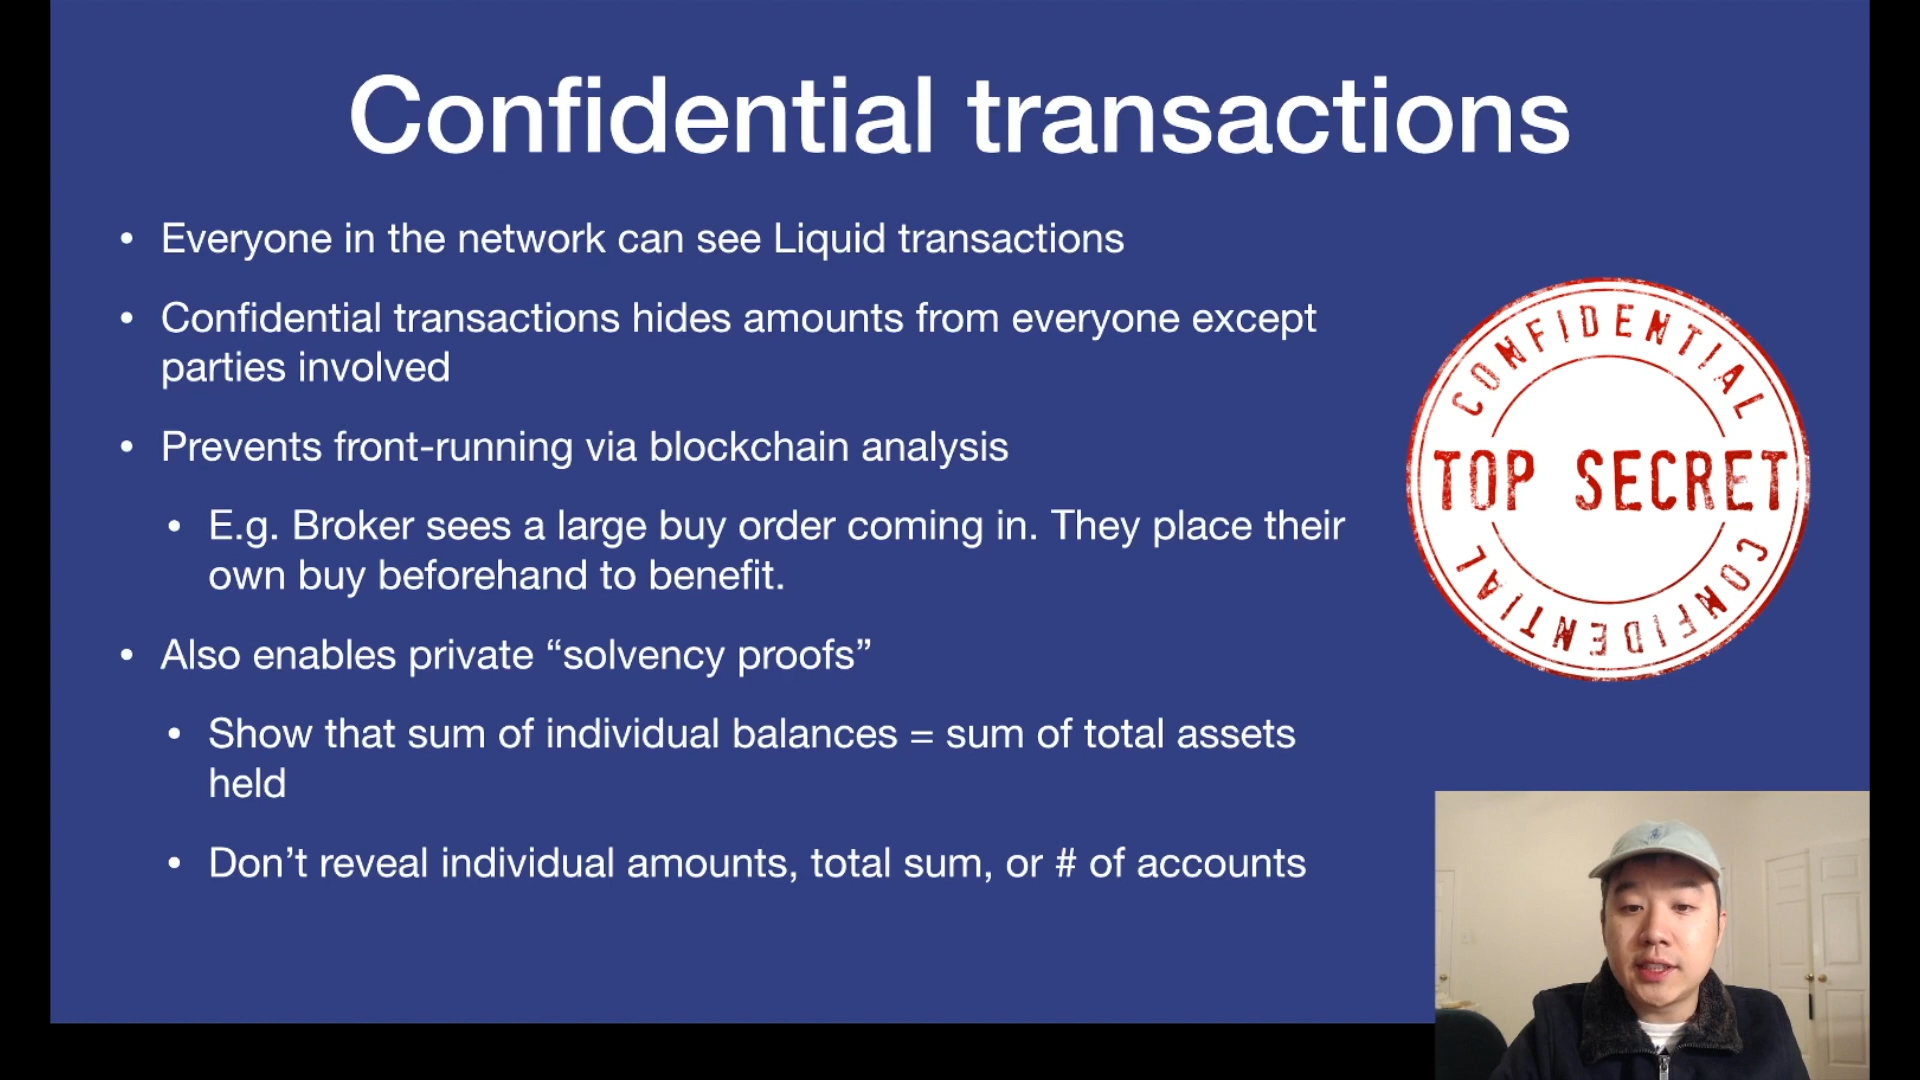 Confidential transactions
• Everyone in the network can see Liquid transactions
• Confidential transactions hides amounts from everyone except
parties involved
• Prevents front-running via blockchain analysis
• E.g. Broker sees a large buy order coming in. They place their
own buy beforehand to benefit.
• Also enables private “solvency proofs”
• Show that sum of individual balances = sum of total assets
held
• Don’t reveal individual amounts, total sum, or # of accounts
CONFIDENTIAL
TOP SECRET
CONFIDENTIAL